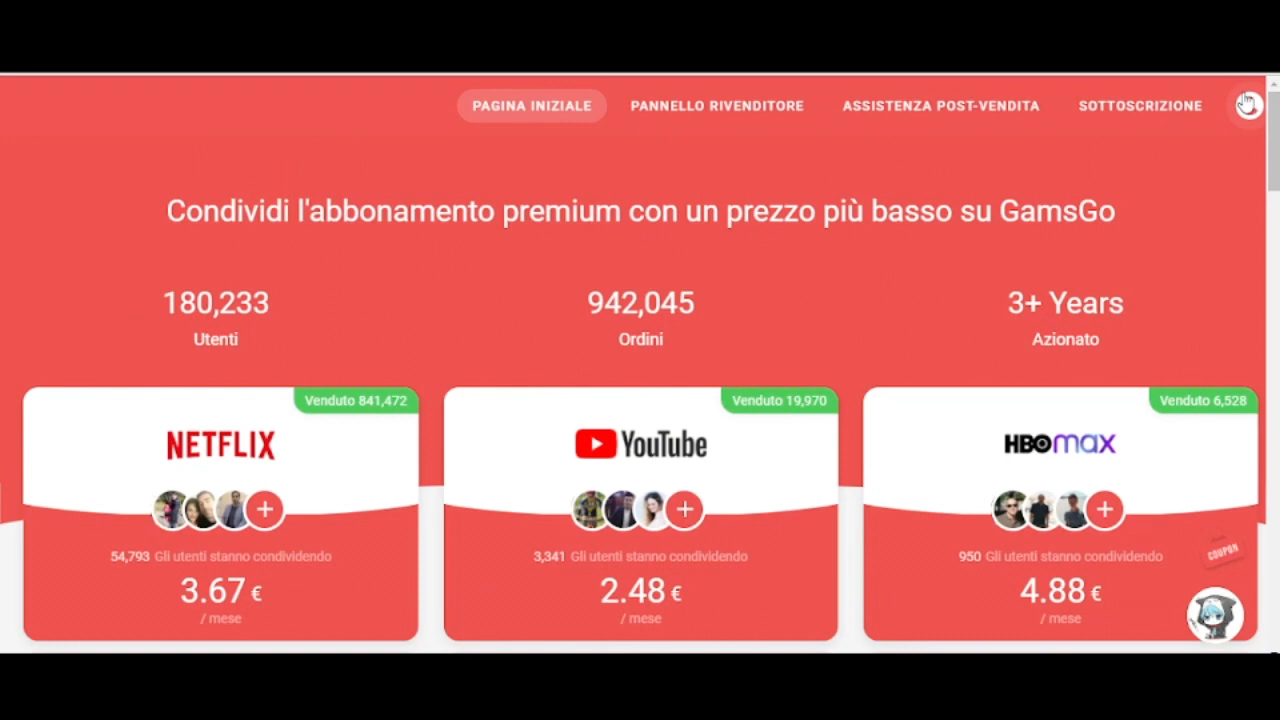 PAGINA INIZIALE PANNELLO RIVENDITORE ASSISTENZA POST-VENDITA SOTTOSCRIZIONE
Condividi l'abbonamento premium con un prezzo più basso su GamsGo
180,233 942,045 3+ Years
Utenti Ordini Azionato
Venduto 841,472 Venduto 19,970 Venduto 6,528
NETFLIX YouTube HBOmax
+ + +
54,793 Gli utenti stanno condividendo 3,341 Gli utenti stanno condividendo 950 Gli utenti stanno condividendo
COUPON
3.67 € 2.48 € 4.88 €
/ mese / mese / mese